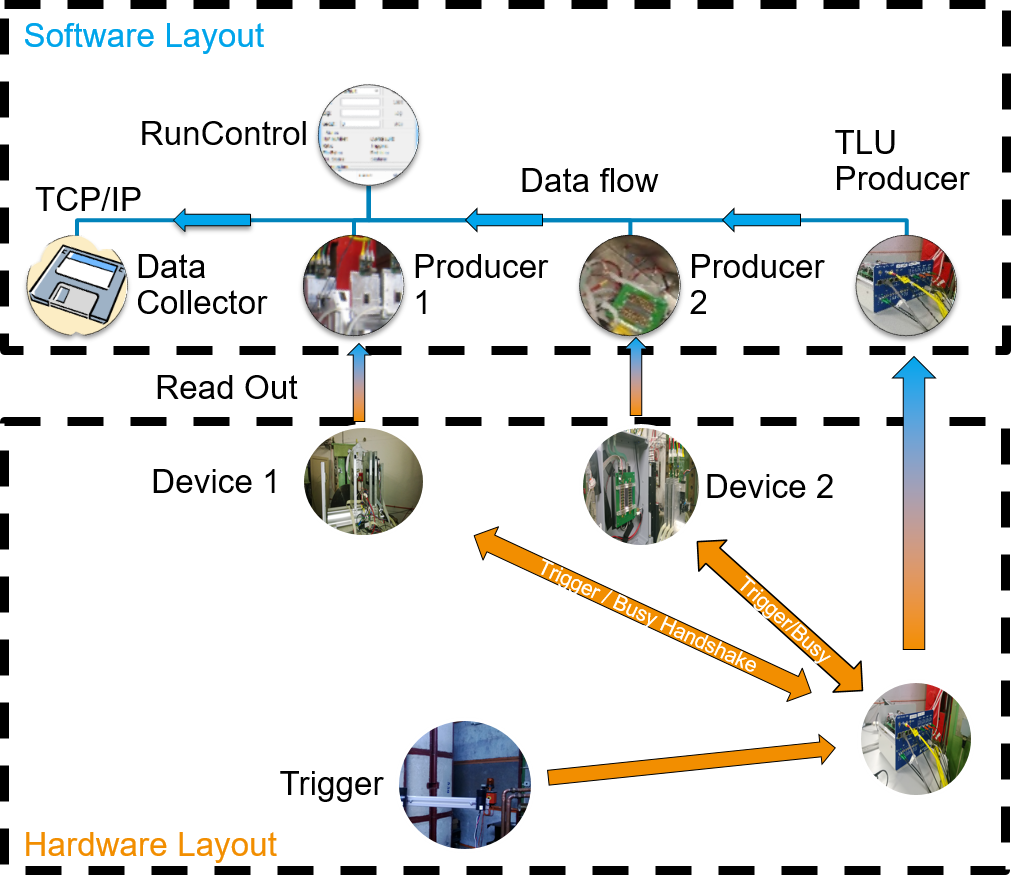 Software Layout
RunControl
TLU
Producer
TCP/IP
Data flow
Data
Collector
Producer
1
Producer
2
Read Out
Device 1
Device 2
Trigger / Busy Handshake
Trigger/Busy
Trigger
Hardware Layout